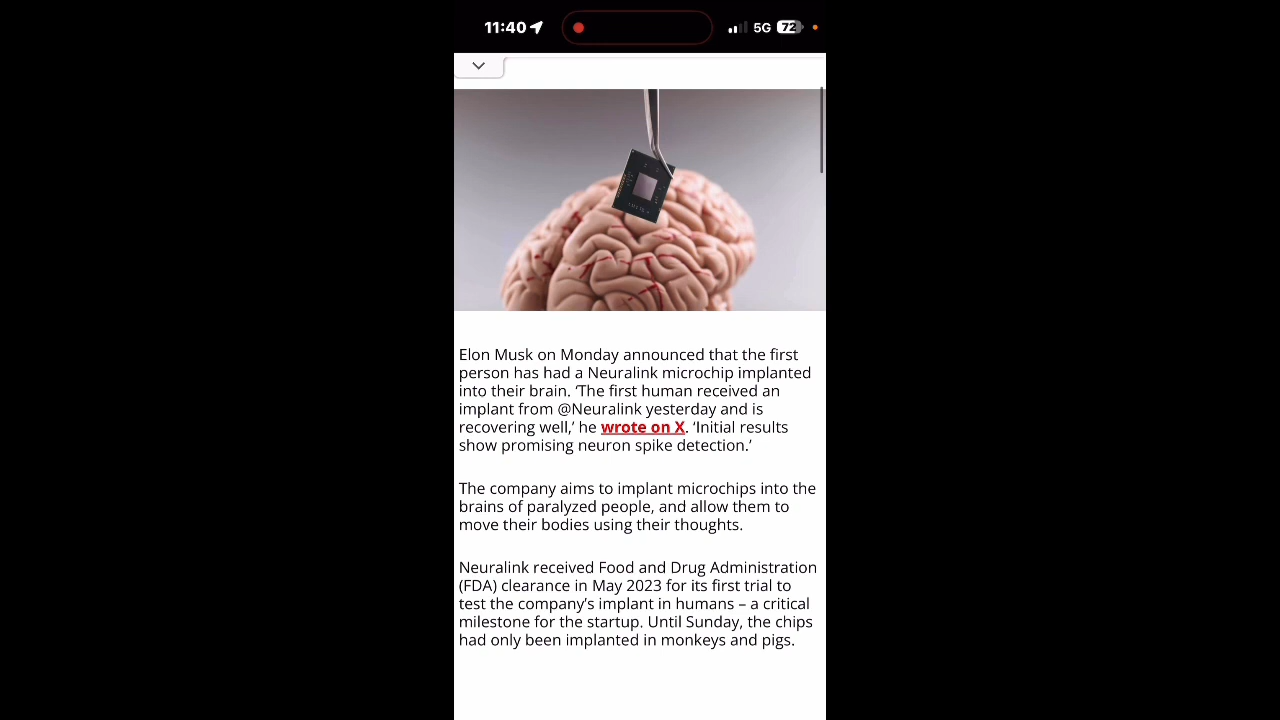 11:40
5G
72
Elon Musk on Monday announced that the first
person has had a Neuralink microchip implanted
into their brain. ‘The first human received an
implant from @Neuralink yesterday and is
recovering well,’ he wrote on X. ‘Initial results
show promising neuron spike detection.’
The company aims to implant microchips into the
brains of paralyzed people, and allow them to
move their bodies using their thoughts.
Neuralink received Food and Drug Administration
(FDA) clearance in May 2023 for its first trial to
test the company’s implant in humans – a critical
milestone for the startup. Until Sunday, the chips
had only been implanted in monkeys and pigs.